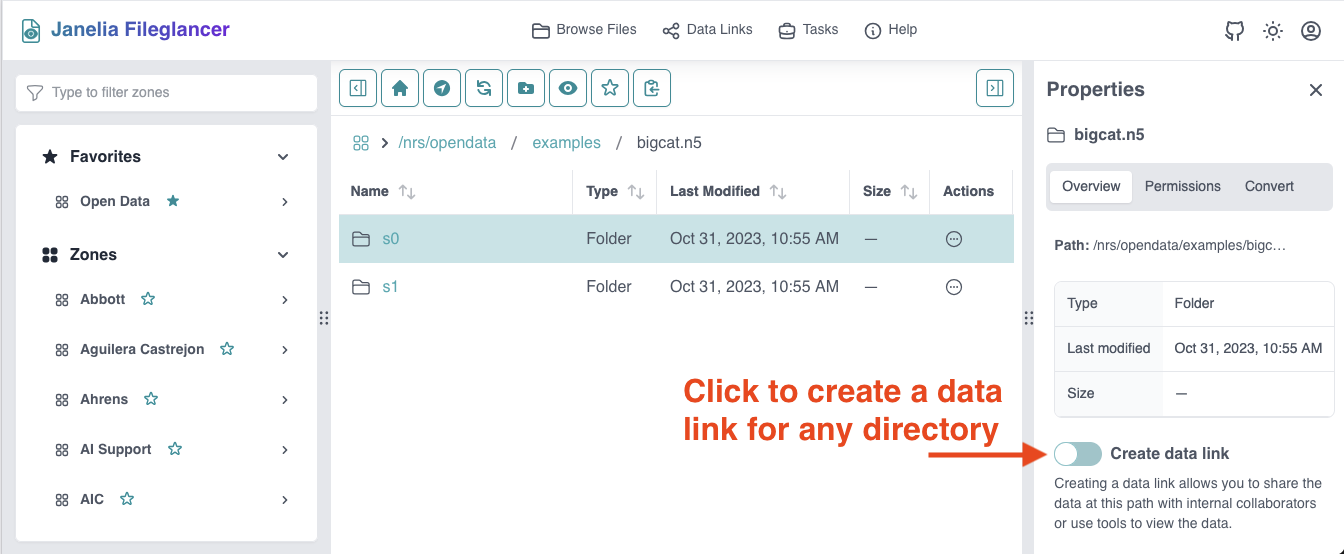 Janelia Fileglancer
Browse Files
Data Links
Tasks
Help
Type to filter zones
Favorites
Open Data
Zones
Abbott
Aguilera Castrejon
Ahrens
AI Support
AIC
/nrs/opendata / examples / bigcat.n5
Name Type Last Modified Size Actions
s0 Folder Oct 31, 2023, 10:55 AM —
s1 Folder Oct 31, 2023, 10:55 AM —
Click to create a data
link for any directory
Properties
bigcat.n5
Overview Permissions Convert
Path: /nrs/opendata/examples/bigc...
Type Folder
Last modified Oct 31, 2023, 10:55 AM
Size —
Create data link
Creating a data link allows you to share the
data at this path with internal collaborators
or use tools to view the data.